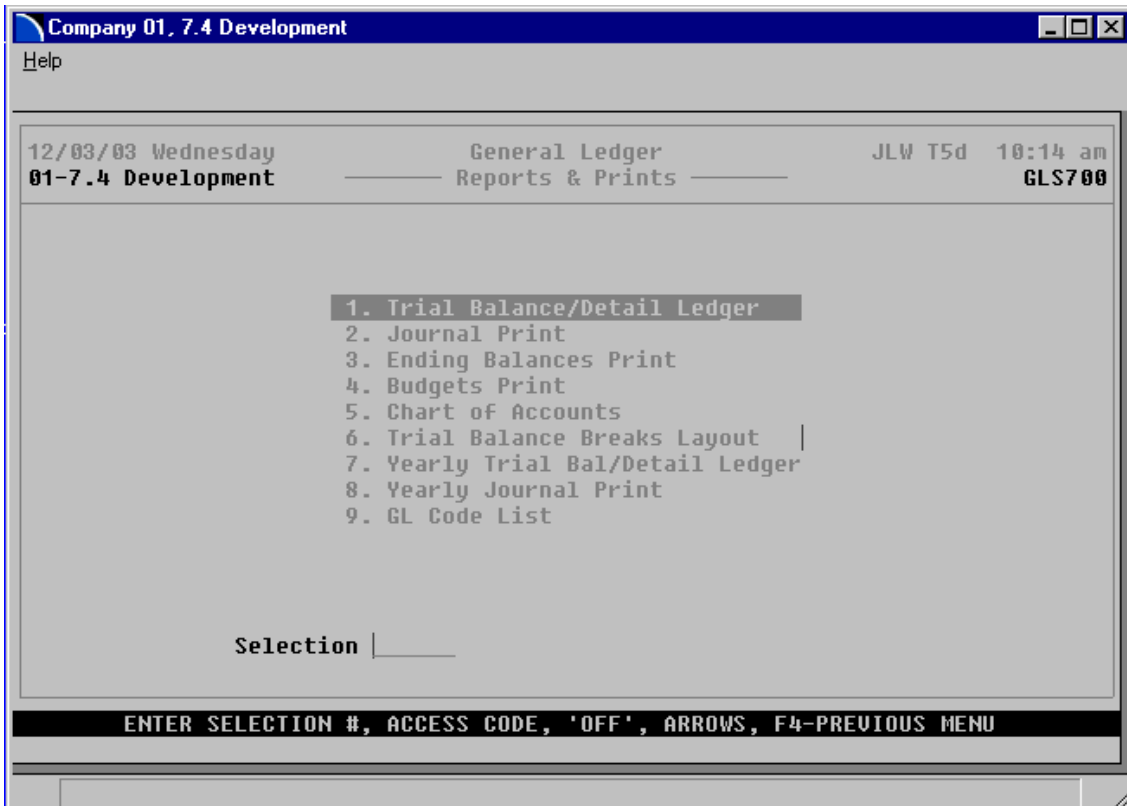 Company 01, 7.4 Development
Help
12/03/03 Wednesday General Ledger JLW T5d 10:14 am
01-7.4 Development Reports & Prints GLS700
1. Trial Balance/Detail Ledger
2. Journal Print
3. Ending Balances Print
4. Budgets Print
5. Chart of Accounts
6. Trial Balance Breaks Layout
7. Yearly Trial Bal/Detail Ledger
8. Yearly Journal Print
9. GL Code List
Selection
ENTER SELECTION #, ACCESS CODE, 'OFF', ARROWS, F4-PREVIOUS MENU